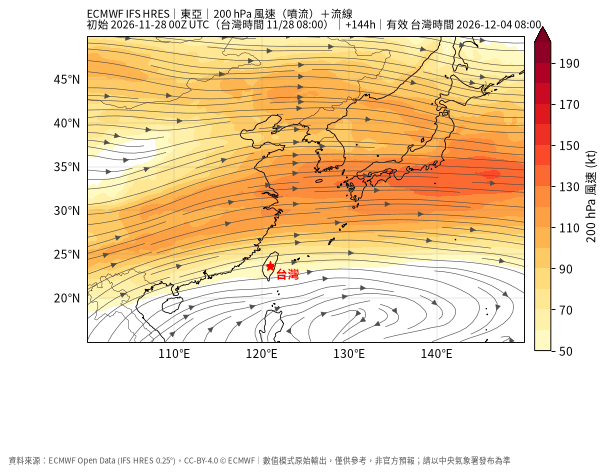 ECMWF IFS HRES｜東亞｜200 hPa 風速（噴流）＋流線
初始 2026-11-28 00Z UTC（台灣時間 11/28 08:00）｜+144h｜有效 台灣時間 2026-12-04 08:00
45°N
40°N
35°N
30°N
25°N
20°N
110°E
120°E
130°E
140°E
台灣
190
170
150
130
110
90
70
50
200 hPa 風速 (kt)
資料來源：ECMWF Open Data (IFS HRES 0.25°)，CC-BY-4.0 © ECMWF｜數值模式原始輸出，僅供參考，非官方預報；請以中央氣象署發布為準